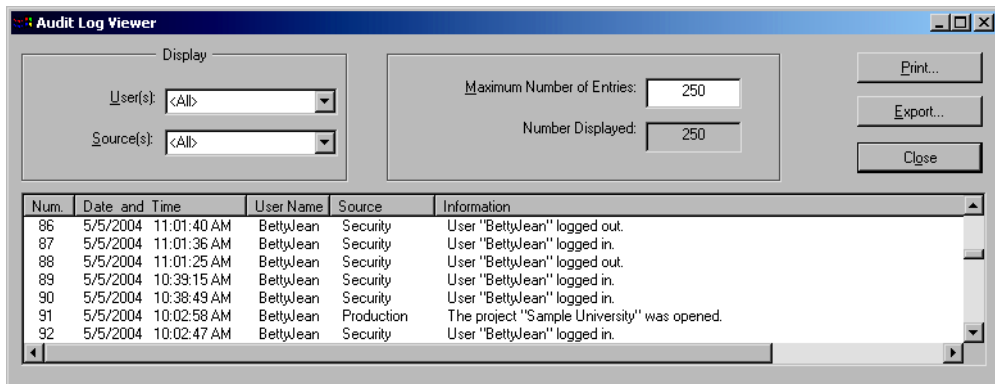 Audit Log Viewer
Display
User(s): <All>
Source(s): <All>
Maximum Number of Entries: 250
Number Displayed: 250
Print...
Export...
Close
Num. Date and Time User Name Source Information
86 5/5/2004 11:01:40 AM BettyJean Security User "BettyJean" logged out.
87 5/5/2004 11:01:36 AM BettyJean Security User "BettyJean" logged in.
88 5/5/2004 11:01:25 AM BettyJean Security User "BettyJean" logged out.
89 5/5/2004 10:39:15 AM BettyJean Security User "BettyJean" logged in.
90 5/5/2004 10:38:49 AM BettyJean Security User "BettyJean" logged in.
91 5/5/2004 10:02:58 AM BettyJean Production The project "Sample University" was opened.
92 5/5/2004 10:02:47 AM BettyJean Security User "BettyJean" logged in.